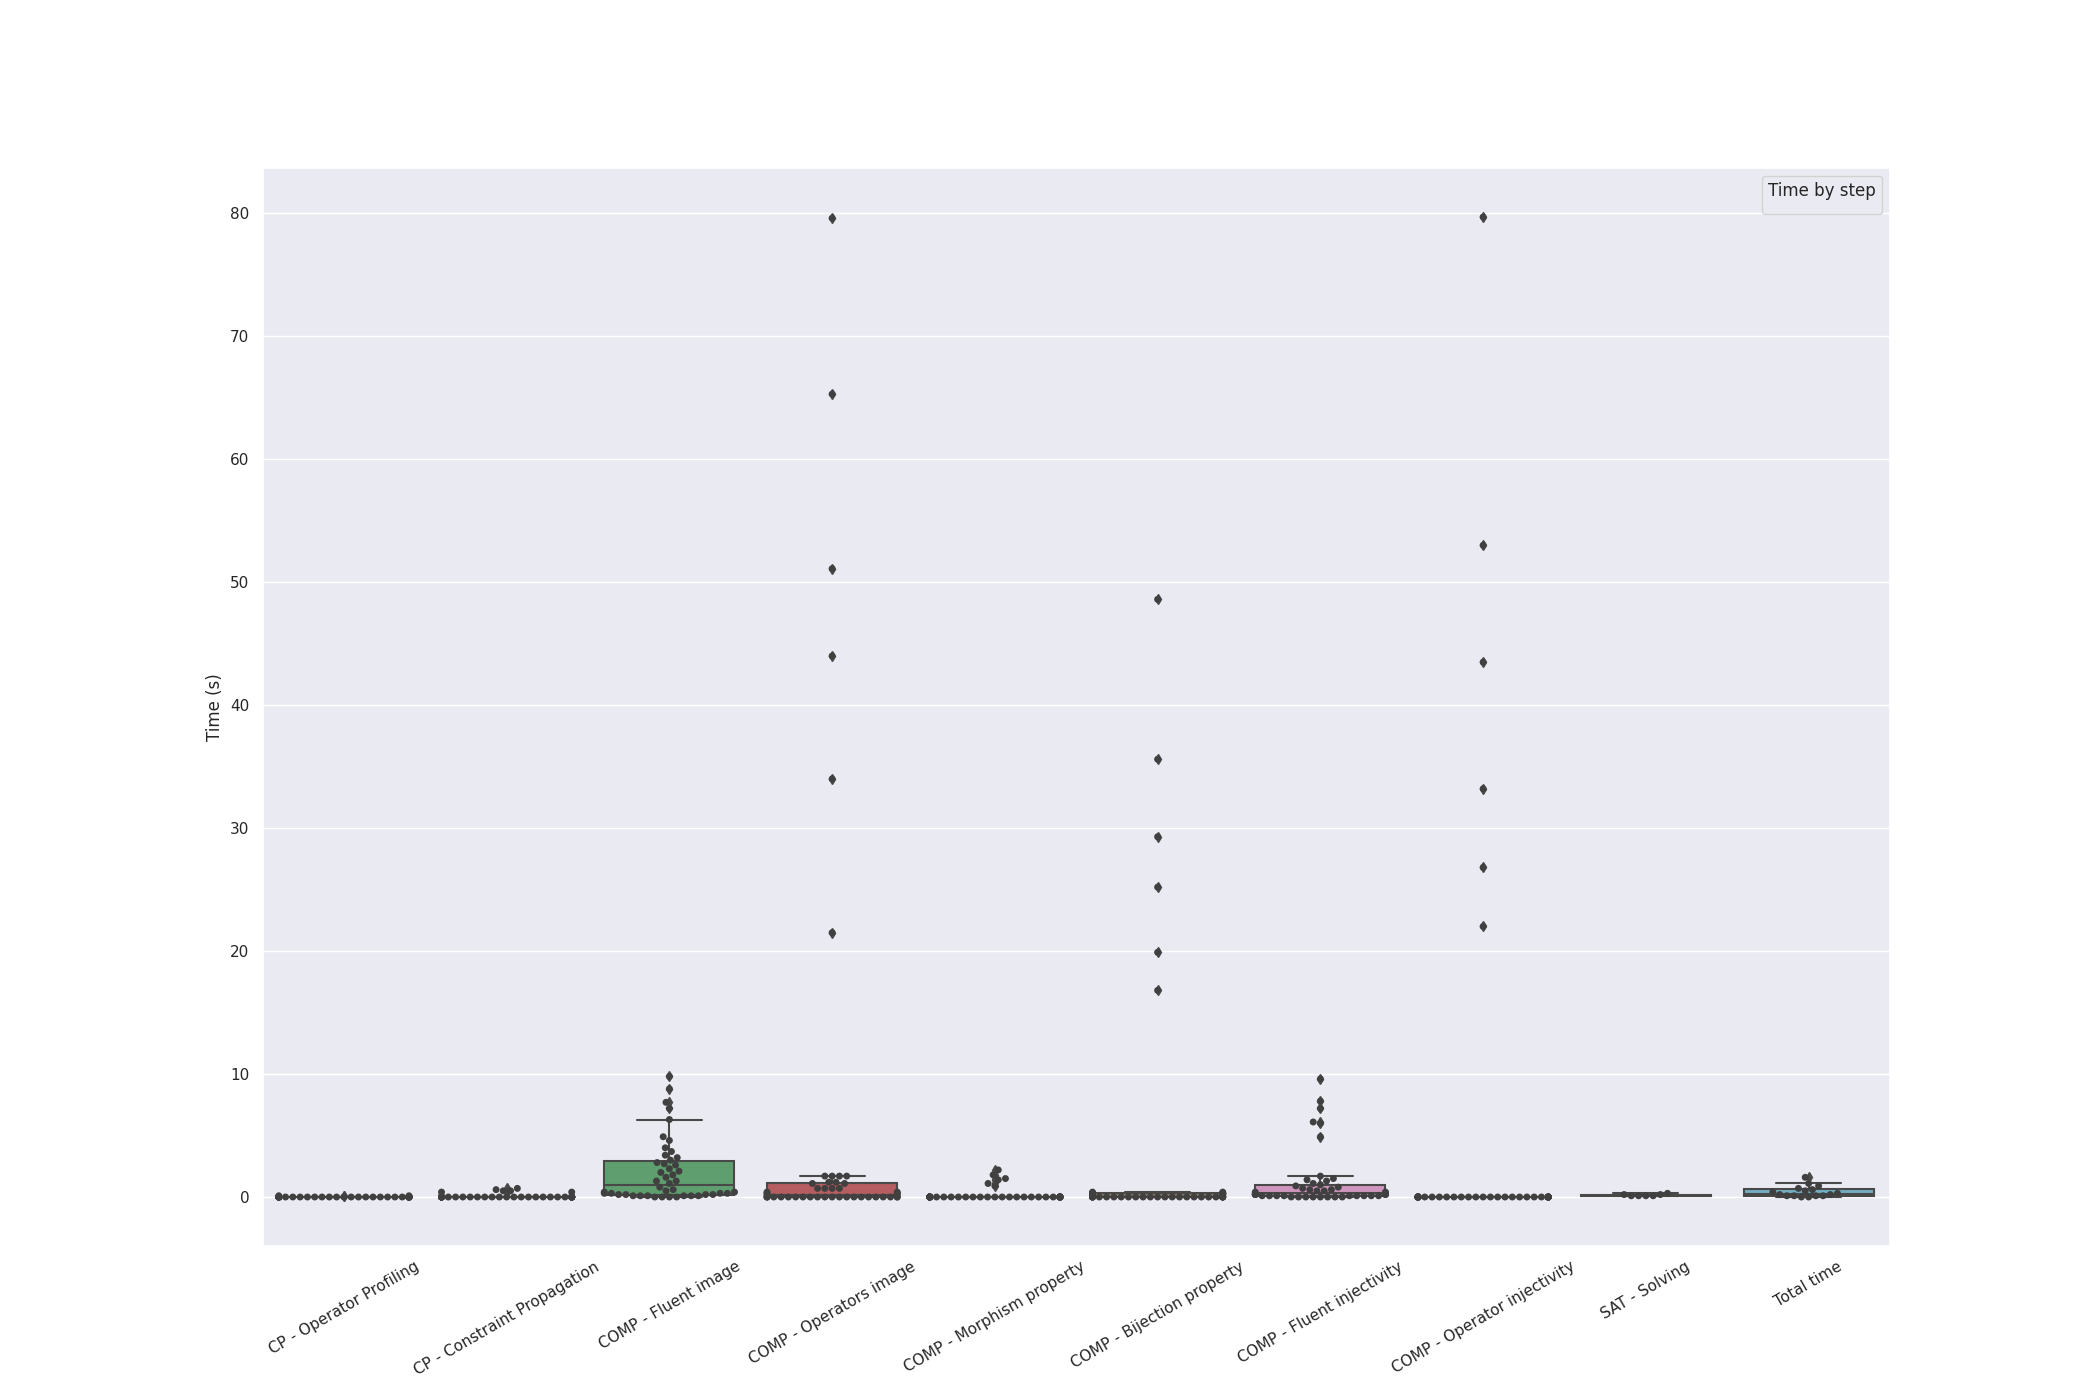 Time by step
80
70
60
50
40
30
20
10
0
Time (s)
CP - Operator Profiling
CP - Constraint Propagation
COMP - Fluent image
COMP - Operators image
COMP - Morphism property
COMP - Bijection property
COMP - Fluent injectivity
COMP - Operator injectivity
SAT - Solving
Total time